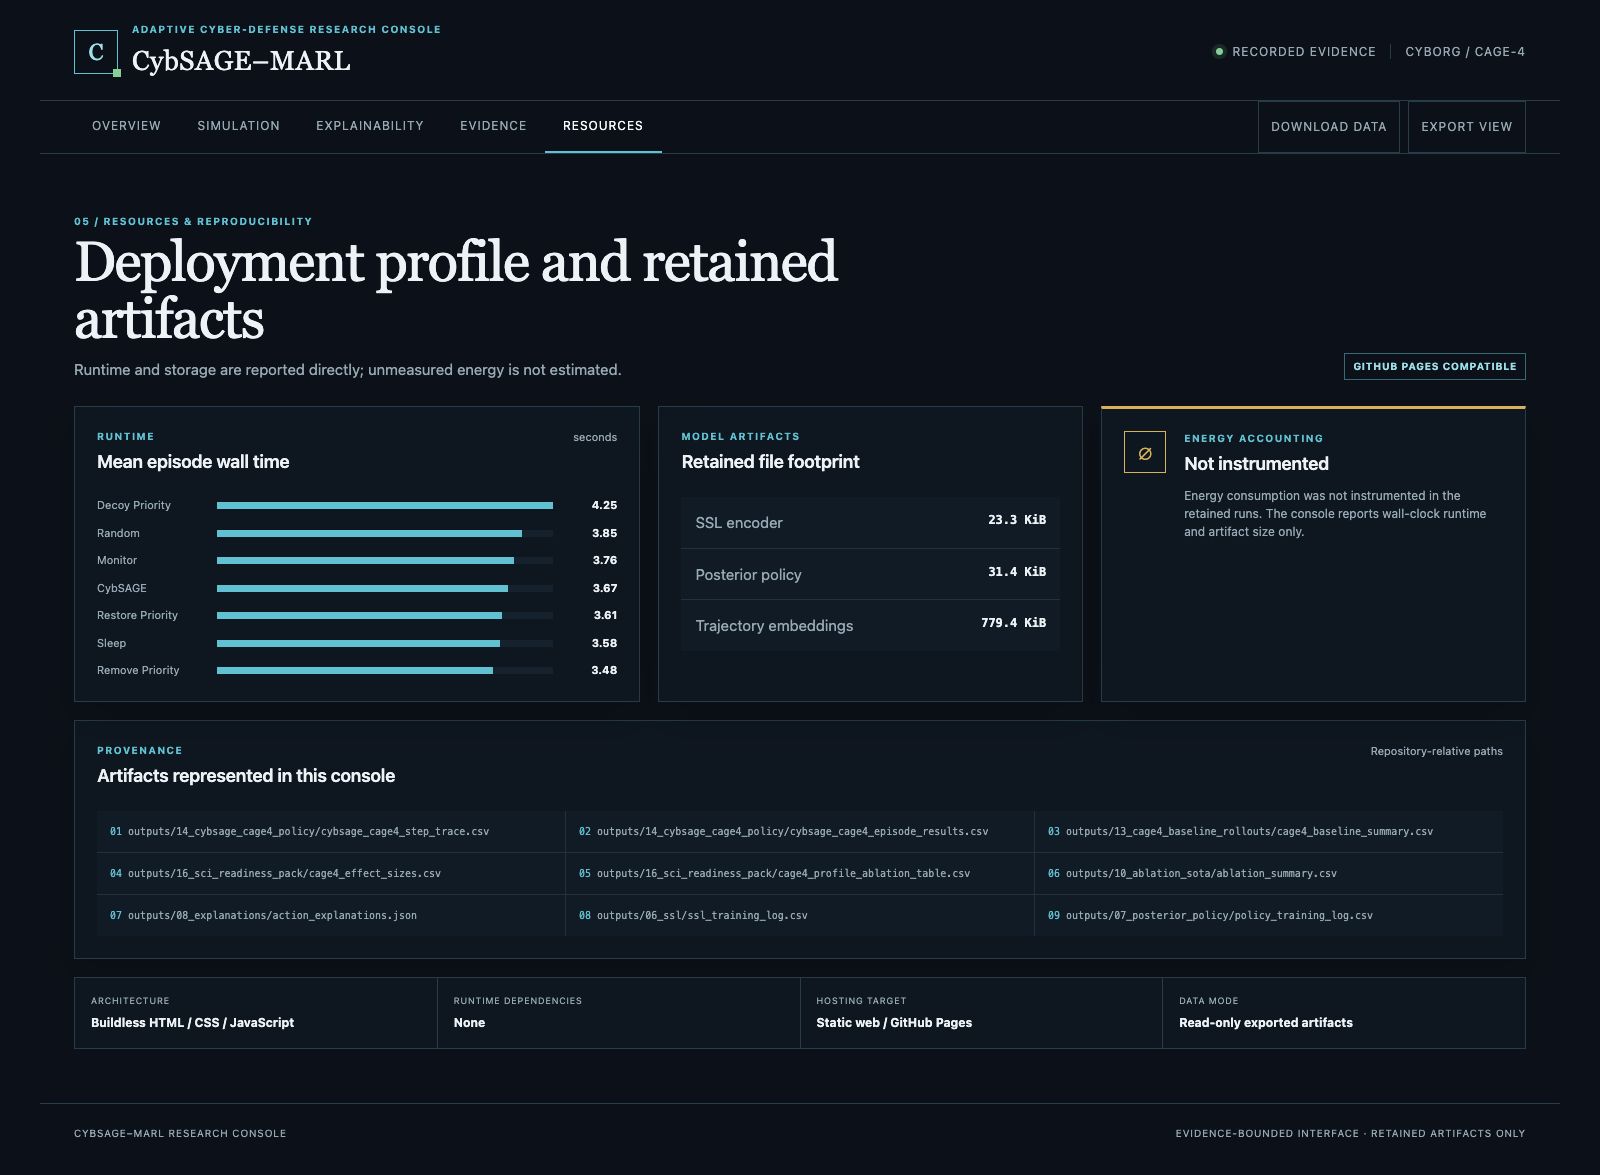 C
ADAPTIVE CYBER-DEFENSE RESEARCH CONSOLE
CybSAGE–MARL
RECORDED EVIDENCE
CYBORG / CAGE-4
OVERVIEW
SIMULATION
EXPLAINABILITY
EVIDENCE
RESOURCES
DOWNLOAD DATA
EXPORT VIEW
05 / RESOURCES & REPRODUCIBILITY
Deployment profile and retained
artifacts
Runtime and storage are reported directly; unmeasured energy is not estimated.
GITHUB PAGES COMPATIBLE
RUNTIME
seconds
Mean episode wall time
Decoy Priority 4.25
Random 3.85
Monitor 3.76
CybSAGE 3.67
Restore Priority 3.61
Sleep 3.58
Remove Priority 3.48
MODEL ARTIFACTS
Retained file footprint
SSL encoder 23.3 KiB
Posterior policy 31.4 KiB
Trajectory embeddings 779.4 KiB
∅
ENERGY ACCOUNTING
Not instrumented
Energy consumption was not instrumented in the
retained runs. The console reports wall-clock runtime
and artifact size only.
PROVENANCE
Repository-relative paths
Artifacts represented in this console
01 outputs/14_cybsage_cage4_policy/cybsage_cage4_step_trace.csv
02 outputs/14_cybsage_cage4_policy/cybsage_cage4_episode_results.csv
03 outputs/13_cage4_baseline_rollouts/cage4_baseline_summary.csv
04 outputs/16_sci_readiness_pack/cage4_effect_sizes.csv
05 outputs/16_sci_readiness_pack/cage4_profile_ablation_table.csv
06 outputs/10_ablation_sota/ablation_summary.csv
07 outputs/08_explanations/action_explanations.json
08 outputs/06_ssl/ssl_training_log.csv
09 outputs/07_posterior_policy/policy_training_log.csv
ARCHITECTURE
Buildless HTML / CSS / JavaScript
RUNTIME DEPENDENCIES
None
HOSTING TARGET
Static web / GitHub Pages
DATA MODE
Read-only exported artifacts
CYBSAGE–MARL RESEARCH CONSOLE
EVIDENCE-BOUNDED INTERFACE · RETAINED ARTIFACTS ONLY